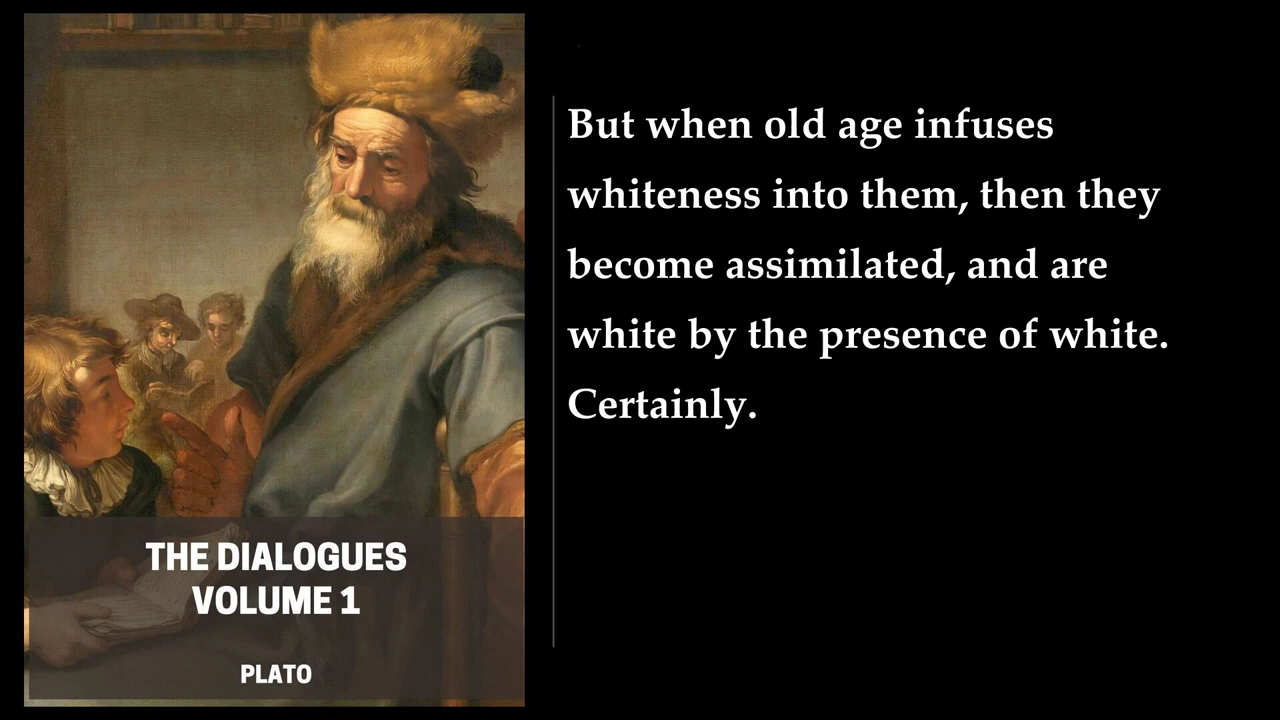 THE DIALOGUES
VOLUME 1
PLATO
But when old age infuses
whiteness into them, then they
become assimilated, and are
white by the presence of white.
Certainly.